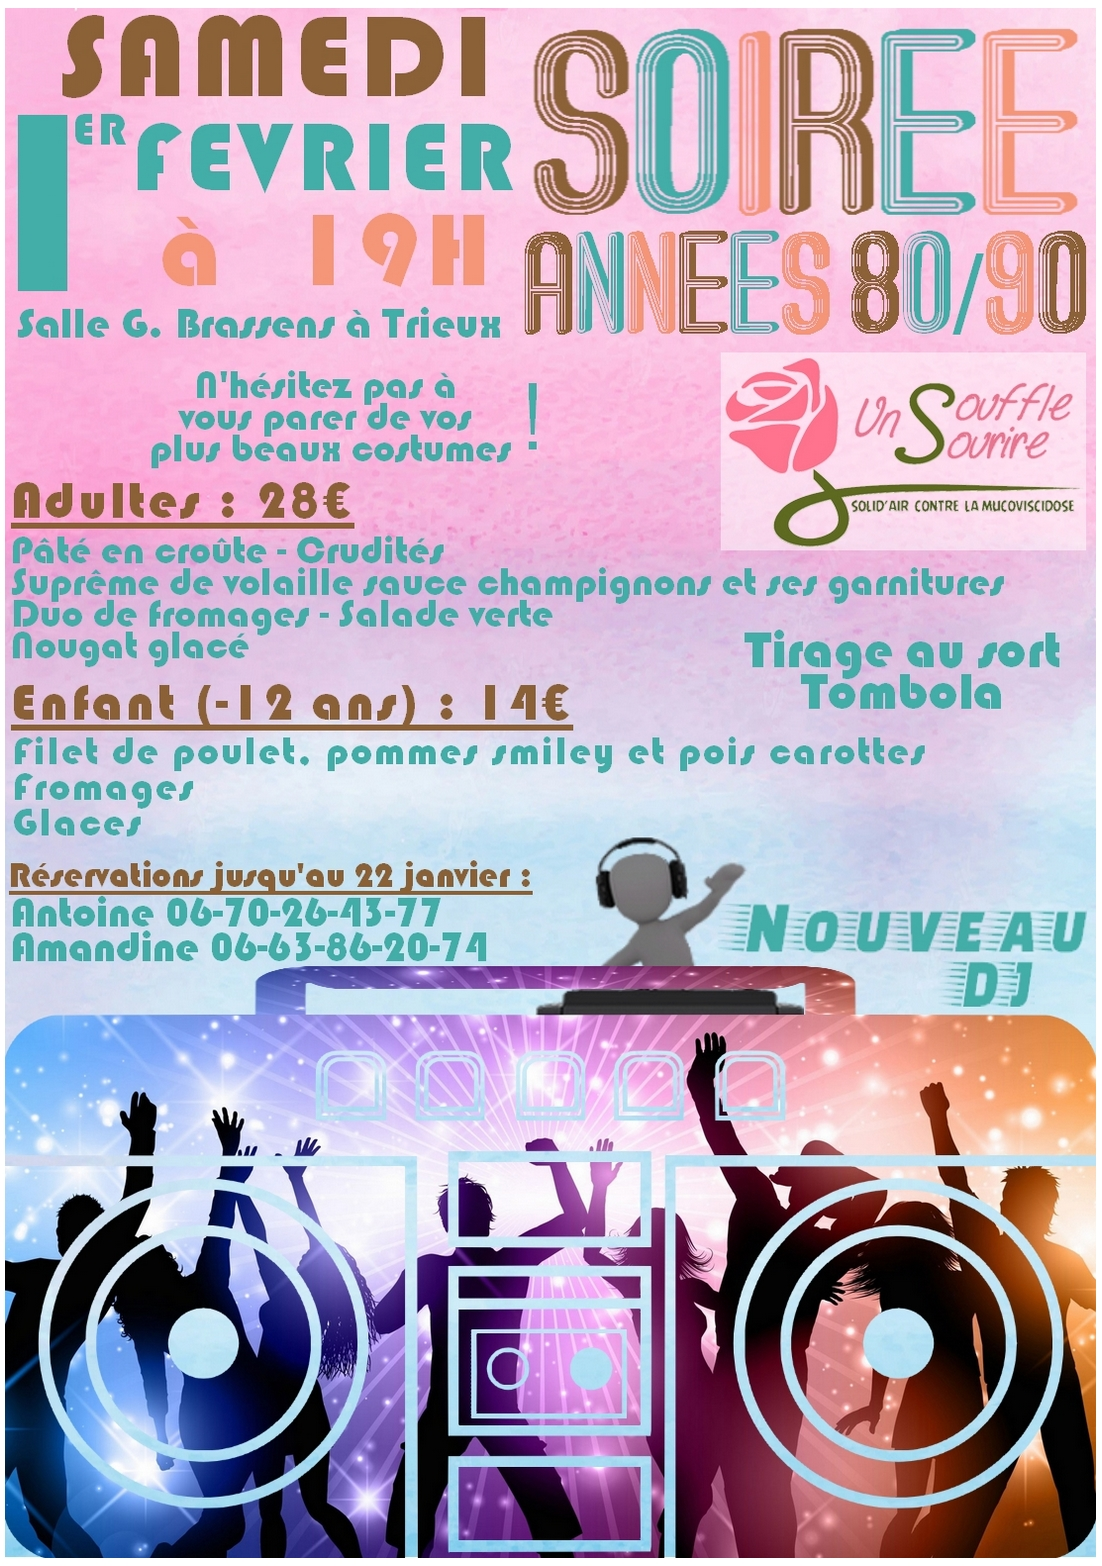 SAMEDI
1ER FEVRIER
à 19H
Salle G. Brassens à Trieux
SOIREE
ANNEES 80/90
N'hésitez pas à
vous parer de vos
plus beaux costumes !
Un Souffle
Sourire
SOLID'AIR CONTRE LA MUCOVISCIDOSE
Adultes : 28€
Pâté en croûte - Crudités
Suprême de volaille sauce champignons et ses garnitures
Duo de fromages - Salade verte
Nougat glacé
Tirage au sort
Tombola
Enfant (-12 ans) : 14€
Filet de poulet, pommes smiley et pois carottes
Fromages
Glaces
Réservations jusqu'au 22 janvier :
Antoine 06-70-26-43-77
Amandine 06-63-86-20-74
NOUVEAU
DJ